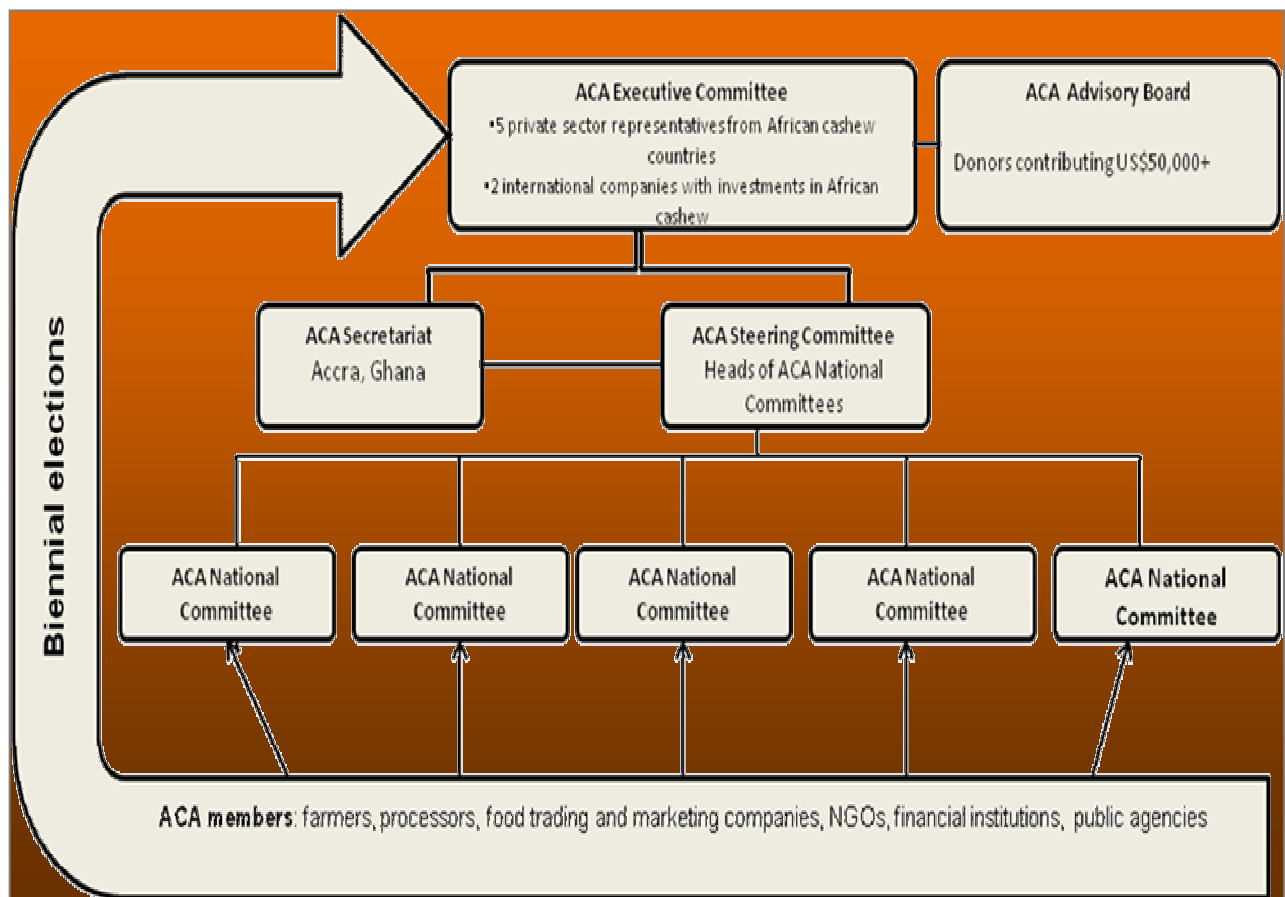 ACA Executive Committee
•5 private sector representatives from African cashew
countries
•2 international companies with investments in African
cashew
ACA Advisory Board
Donors contributing US$50,000+
Biennial elections
ACA Secretariat
Accra, Ghana
ACA Steering Committee
Heads of ACA National
Committees
ACA National
Committee
ACA National
Committee
ACA National
Committee
ACA National
Committee
ACA National
Committee
ACA members: farmers, processors, food trading and marketing companies, NGOs, financial institutions, public agencies